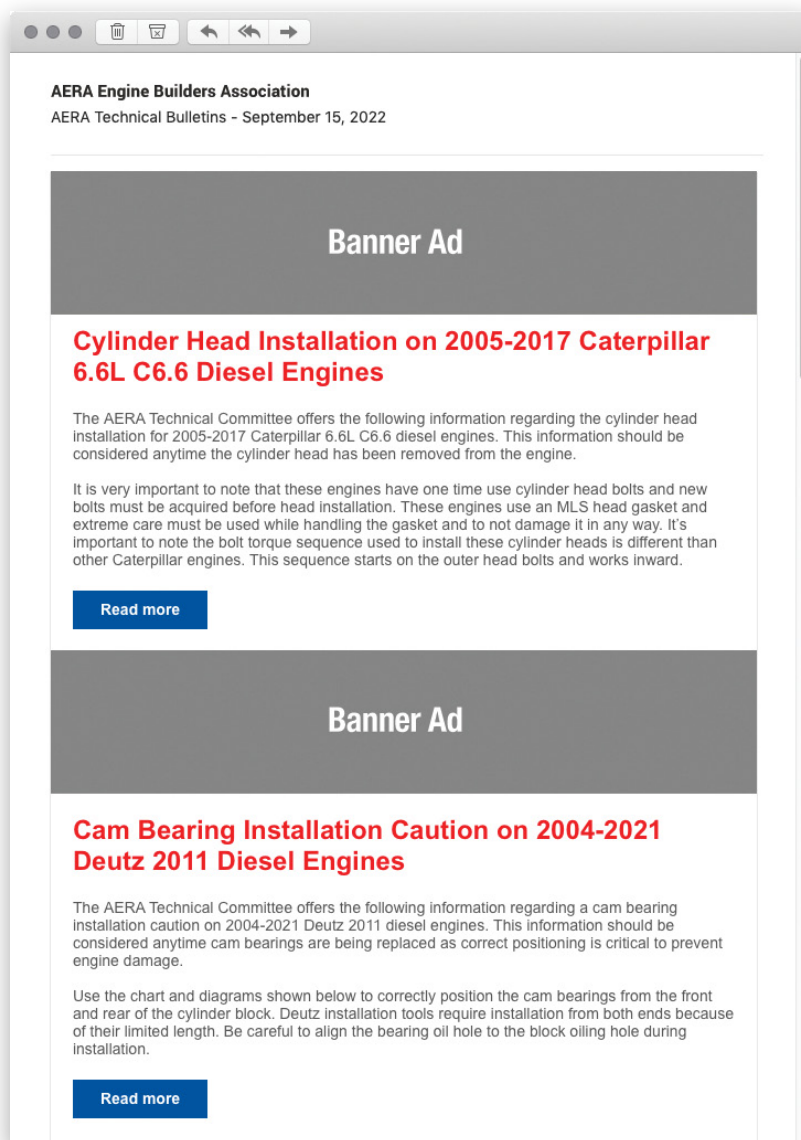 AERA Engine Builders Association
AERA Technical Bulletins - September 15, 2022
Banner Ad
Cylinder Head Installation on 2005-2017 Caterpillar
6.6L C6.6 Diesel Engines
The AERA Technical Committee offers the following information regarding the cylinder head
installation for 2005-2017 Caterpillar 6.6L C6.6 diesel engines. This information should be
considered anytime the cylinder head has been removed from the engine.
It is very important to note that these engines have one time use cylinder head bolts and new
bolts must be acquired before head installation. These engines use an MLS head gasket and
extreme care must be used while handling the gasket and to not damage it in any way. It's
important to note the bolt torque sequence used to install these cylinder heads is different than
other Caterpillar engines. This sequence starts on the outer head bolts and works inward.
Read more
Banner Ad
Cam Bearing Installation Caution on 2004-2021
Deutz 2011 Diesel Engines
The AERA Technical Committee offers the following information regarding a cam bearing
installation caution on 2004-2021 Deutz 2011 diesel engines. This information should be
considered anytime cam bearings are being replaced as correct positioning is critical to prevent
engine damage.
Use the chart and diagrams shown below to correctly position the cam bearings from the front
and rear of the cylinder block. Deutz installation tools require installation from both ends because
of their limited length. Be careful to align the bearing oil hole to the block oiling hole during
installation.
Read more